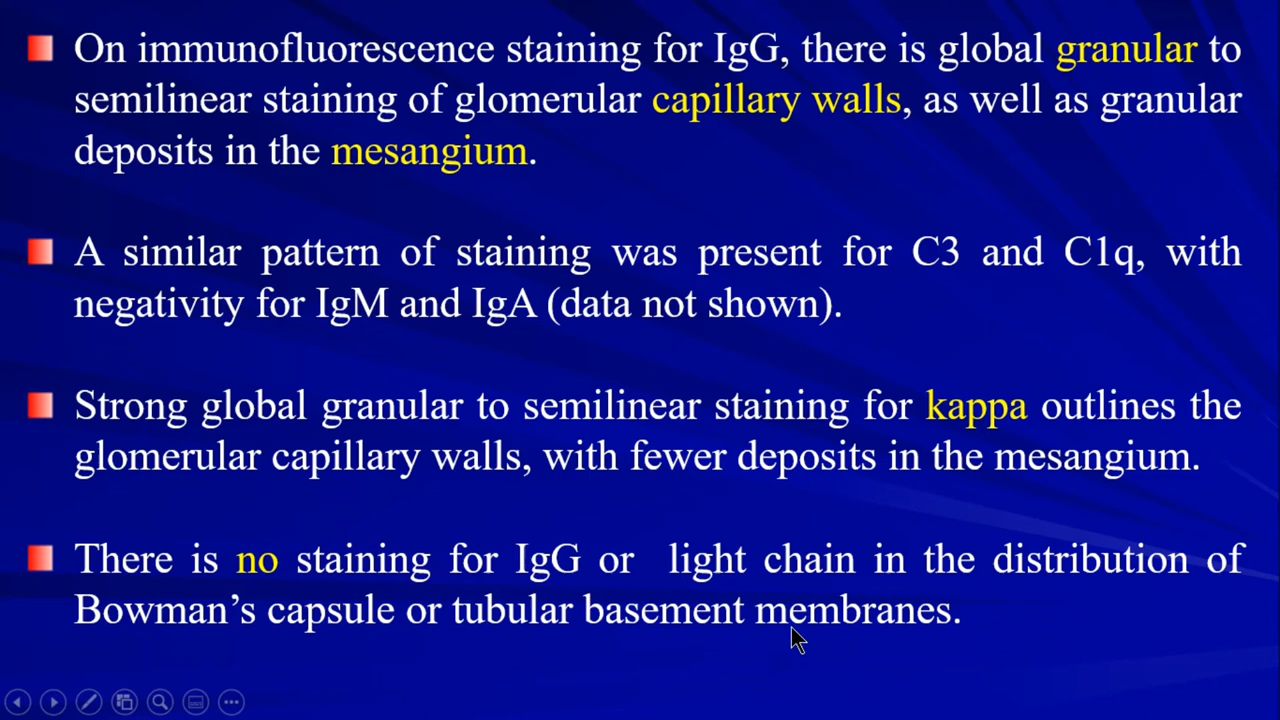 On immunofluorescence staining for IgG, there is global granular to
semilinear staining of glomerular capillary walls, as well as granular
deposits in the mesangium.
A similar pattern of staining was present for C3 and C1q, with
negativity for IgM and IgA (data not shown).
Strong global granular to semilinear staining for kappa outlines the
glomerular capillary walls, with fewer deposits in the mesangium.
There is no staining for IgG or light chain in the distribution of
Bowman’s capsule or tubular basement membranes.